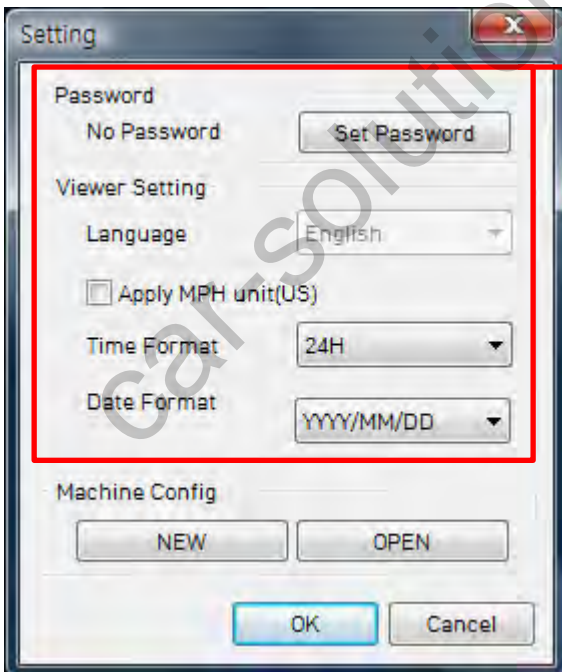 Setting
Password
No Password Set Password
Viewer Setting
Language English
Apply MPH unit(US)
Time Format 24H
Date Format YYYY/MM/DD
Machine Config
NEW OPEN
OK Cancel
car-solutio